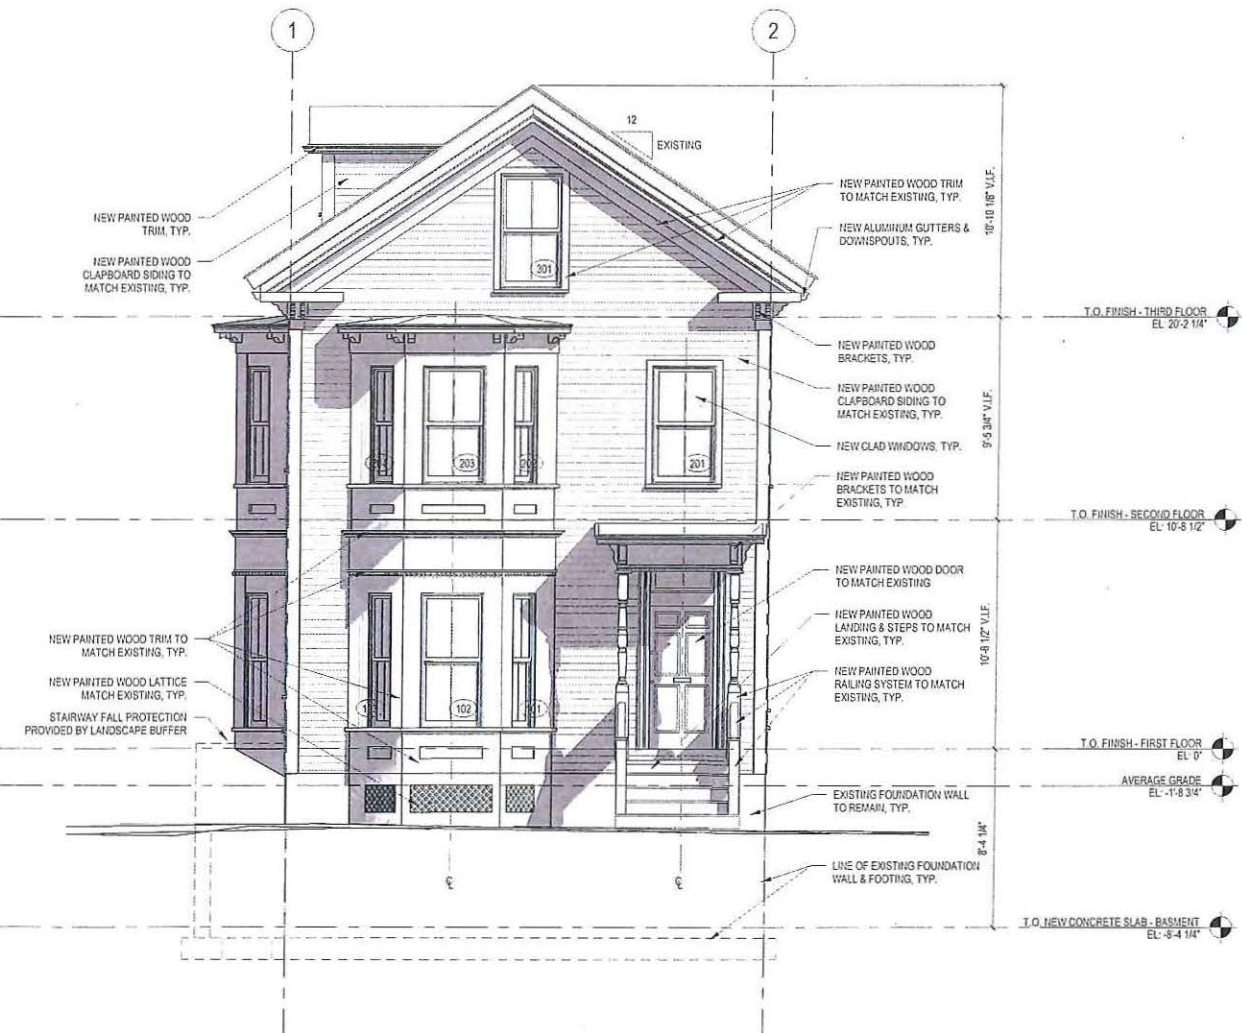 1
2
12
EXISTING
NEW PAINTED WOOD
TRIM, TYP.
NEW PAINTED WOOD
CLAPBOARD SIDING TO
MATCH EXISTING, TYP.
NEW PAINTED WOOD TRIM TO
MATCH EXISTING, TYP.
NEW PAINTED WOOD LATTICE
MATCH EXISTING, TYP.
STAIRWAY FALL PROTECTION
PROVIDED BY LANDSCAPE BUFFER
301
204
203
202
201
102
101
NEW PAINTED WOOD TRIM
TO MATCH EXISTING, TYP.
NEW ALUMINUM GUTTERS &
DOWNSPOUTS, TYP.
NEW PAINTED WOOD
BRACKETS, TYP.
NEW PAINTED WOOD
CLAPBOARD SIDING TO
MATCH EXISTING, TYP.
NEW CLAD WINDOWS, TYP.
NEW PAINTED WOOD
BRACKETS TO MATCH
EXISTING, TYP
NEW PAINTED WOOD DOOR
TO MATCH EXISTING
NEW PAINTED WOOD
LANDING & STEPS TO MATCH
EXISTING, TYP.
NEW PAINTED WOOD
RAILING SYSTEM TO MATCH
EXISTING, TYP.
EXISTING FOUNDATION WALL
TO REMAIN, TYP.
LINE OF EXISTING FOUNDATION
WALL & FOOTING, TYP.
10'-10 1/8" V.I.F.
9'-5 3/4" V.I.F.
10'-8 1/2" V.I.F.
8'-4 1/4"
T.O. FINISH - THIRD FLOOR
EL: 20'-2 1/4"
T.O. FINISH - SECOND FLOOR
EL: 10'-8 1/2"
T.O. FINISH - FIRST FLOOR
EL: 0"
AVERAGE GRADE
EL: -1'-8 3/4"
T.O. NEW CONCRETE SLAB - BASMENT
EL: -8'-4 1/4"
℄
℄